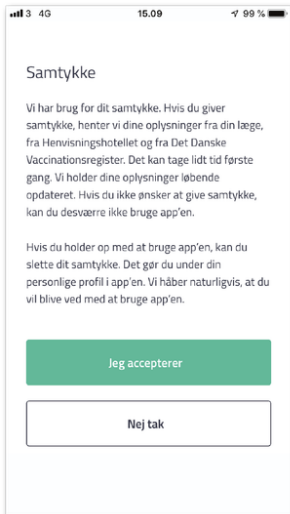 3 4G 15.09 99 %
Samtykke
Vi har brug for dit samtykke. Hvis du giver
samtykke, henter vi dine oplysninger fra din læge,
fra Henvisningshotellet og fra Det Danske
Vaccinationsregister. Det kan tage lidt tid første
gang. Vi holder dine oplysninger løbende
opdateret. Hvis du ikke ønsker at give samtykke,
kan du desværre ikke bruge app'en.
Hvis du holder op med at bruge app'en, kan du
slette dit samtykke. Det gør du under din
personlige profil i app'en. Vi håber naturligvis, at du
vil blive ved med at bruge app'en.
Jeg accepterer
Nej tak